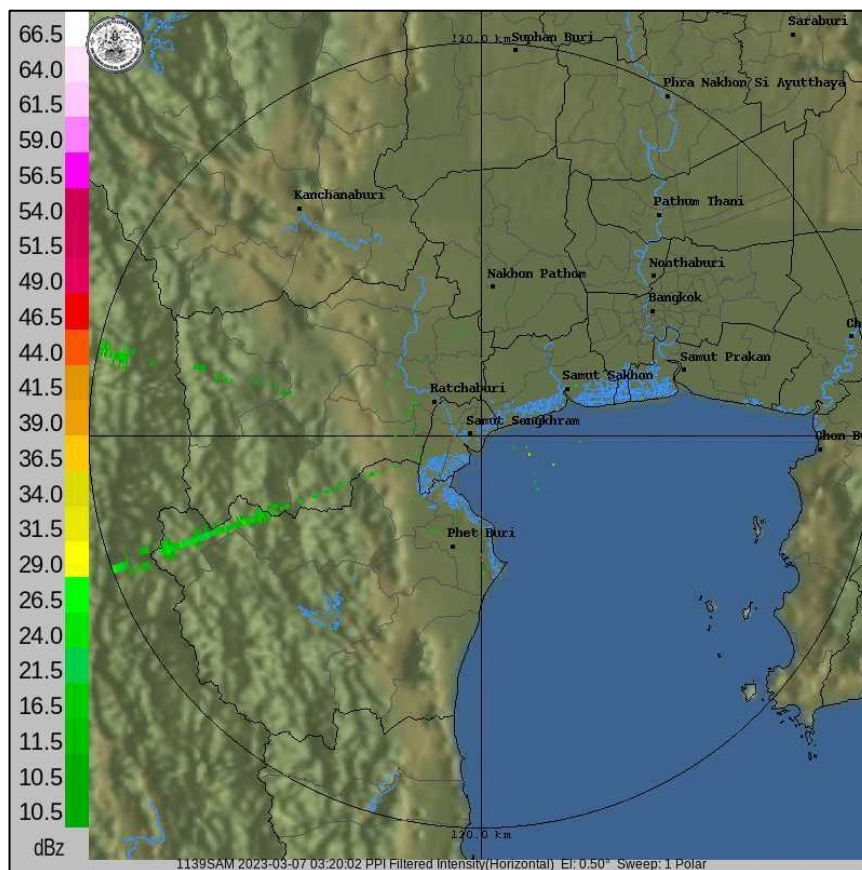 66.5
64.0
61.5
59.0
56.5
54.0
51.5
49.0
46.5
44.0
41.5
39.0
36.5
34.0
31.5
29.0
26.5
24.0
21.5
16.5
11.5
10.5
10.5
dBz
120.0 km
Suphan Buri
Saraburi
Phra Nakhon Si Ayutthaya
Kanchanaburi
Pathum Thani
Nonthaburi
Nakhon Pathom
Bangkok
Ch
Samut Prakan
Ratchaburi
Samut Sakhon
Samut Songkhram
Chon Bu
Phet Buri
120.0 km
1139SAM 2023-03-07 03:20:02 PPI Filtered Intensity(Horizontal) El: 0.50° Sweep: 1 Polar